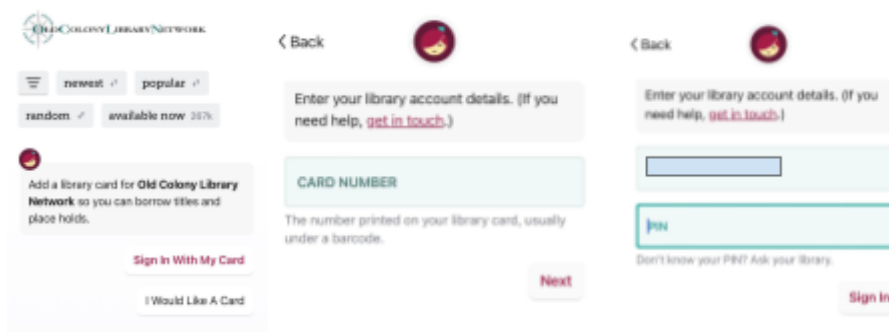 OLD COLONY LIBRARY NETWORK
newest
popular
random
available now 267k
Add a library card for Old Colony Library
Network so you can borrow titles and
place holds.
Sign In With My Card
I Would Like A Card
Back
Enter your library account details. (If you
need help, get in touch.)
CARD NUMBER
The number printed on your library card, usually
under a barcode.
Next
Back
Enter your library account details. (If you
need help, get in touch.)
PIN
Don't know your PIN? Ask your library.
Sign In